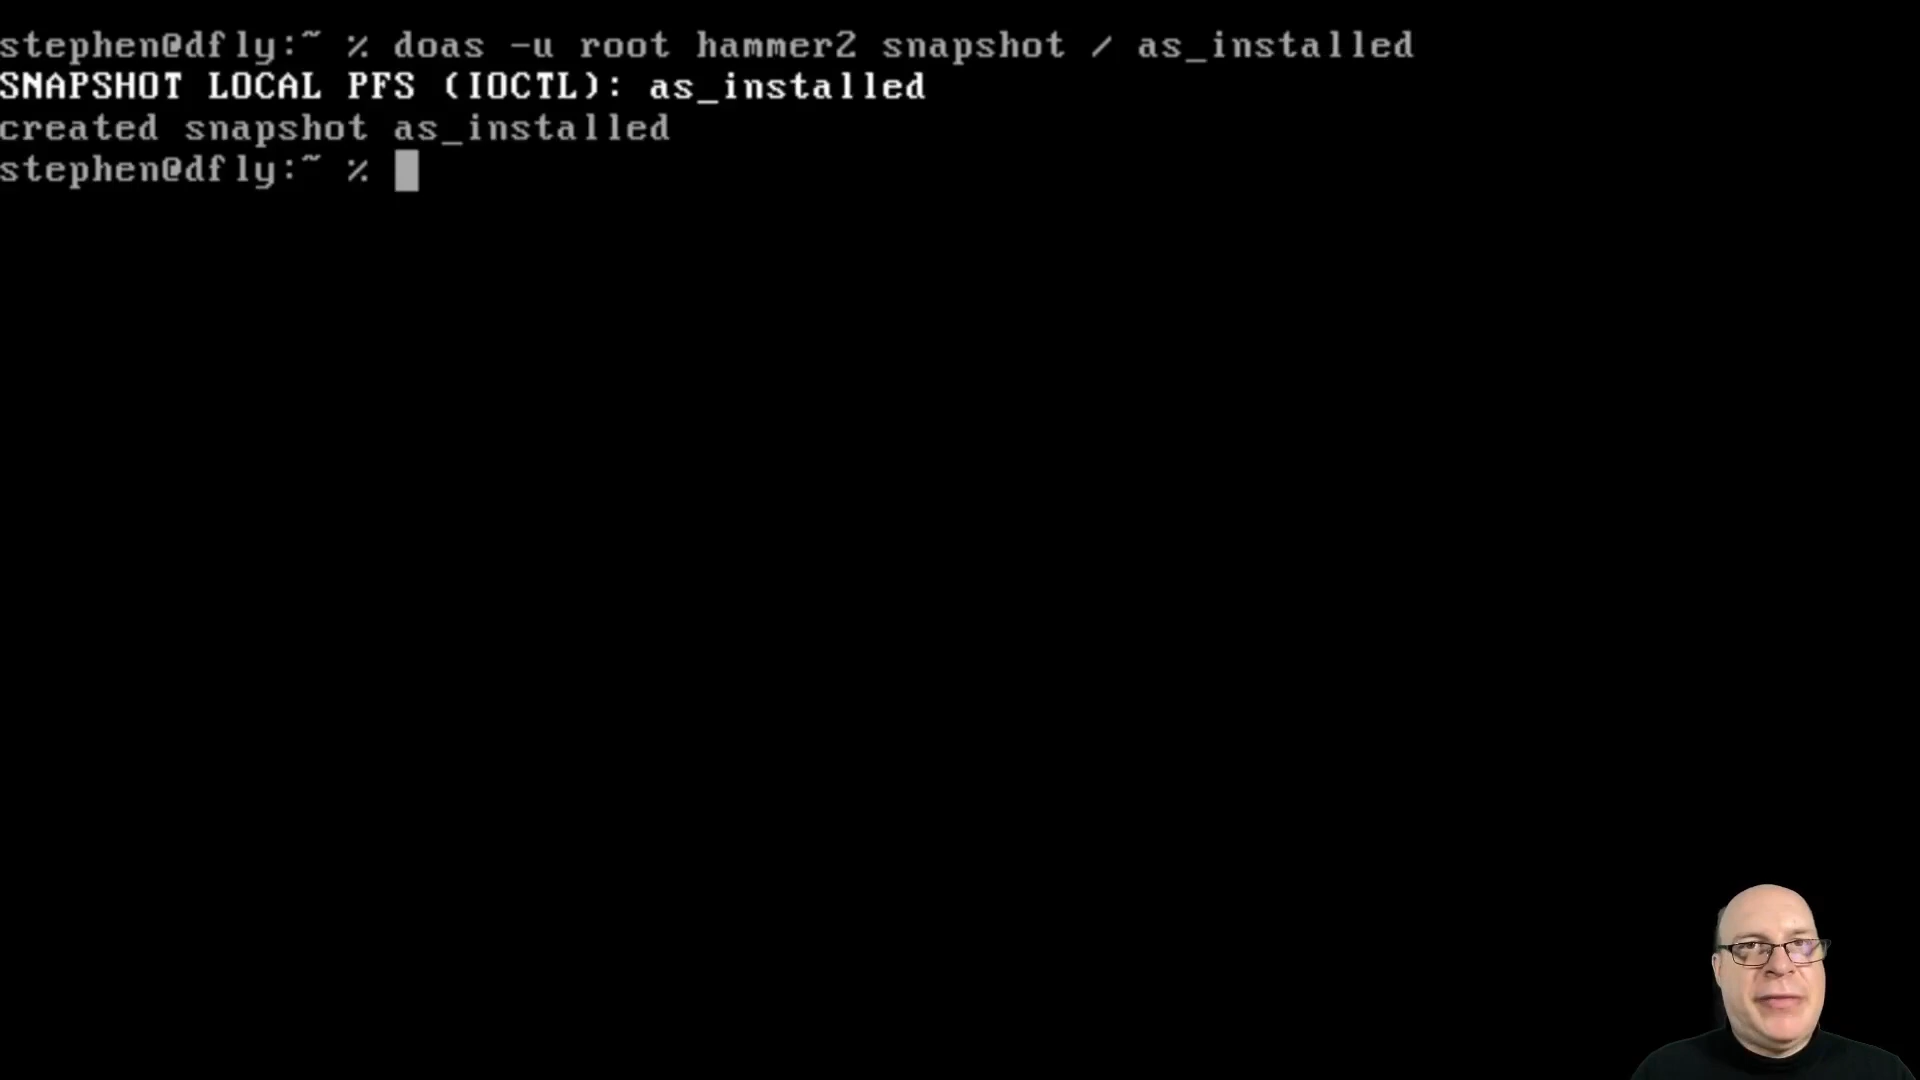 stephen@dfly:~ % doas -u root hammer2 snapshot / as_installed
SNAPSHOT LOCAL PFS (IOCTL): as_installed
created snapshot as_installed
stephen@dfly:~ %